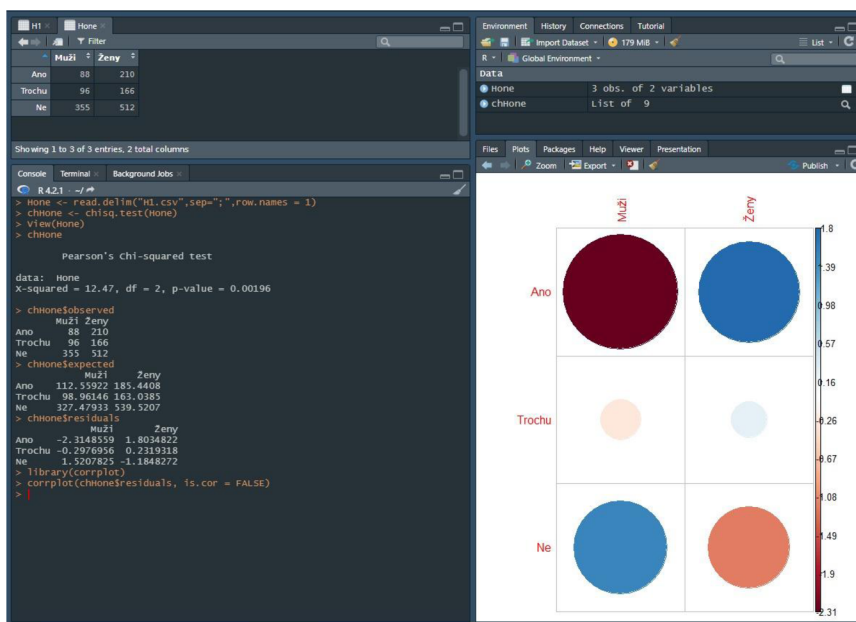 H1 Hone
Filter
Muži Ženy
Ano 88 210
Trochu 96 166
Ne 355 512
Showing 1 to 3 of 3 entries, 2 total columns
Console Terminal Background Jobs
R 4.2.1 · ~/
> Hone <- read.delim("H1.csv",sep=";",row.names = 1)
> chHone <- chisq.test(Hone)
> View(Hone)
> chHone
Pearson's Chi-squared test
data: Hone
X-squared = 12.47, df = 2, p-value = 0.00196
> chHone$observed
Muži Ženy
Ano 88 210
Trochu 96 166
Ne 355 512
> chHone$expected
Muži Ženy
Ano 112.55922 185.4408
Trochu 98.96146 163.0385
Ne 327.47933 539.5207
> chHone$residuals
Muži Ženy
Ano -2.3148559 1.8034822
Trochu -0.2976956 0.2319318
Ne 1.5207825 -1.1848272
> library(corrplot)
> corrplot(chHone$residuals, is.cor = FALSE)
>
Environment History Connections Tutorial
Import Dataset 179 MiB List
R Global Environment
Data
Hone 3 obs. of 2 variables
chHone List of 9
Files Plots Packages Help Viewer Presentation
Zoom Export Publish
Muži Ženy
Ano
Trochu
Ne
1.8
1.39
0.98
0.57
0.16
-0.26
-0.67
-1.08
-1.49
-1.9
-2.31